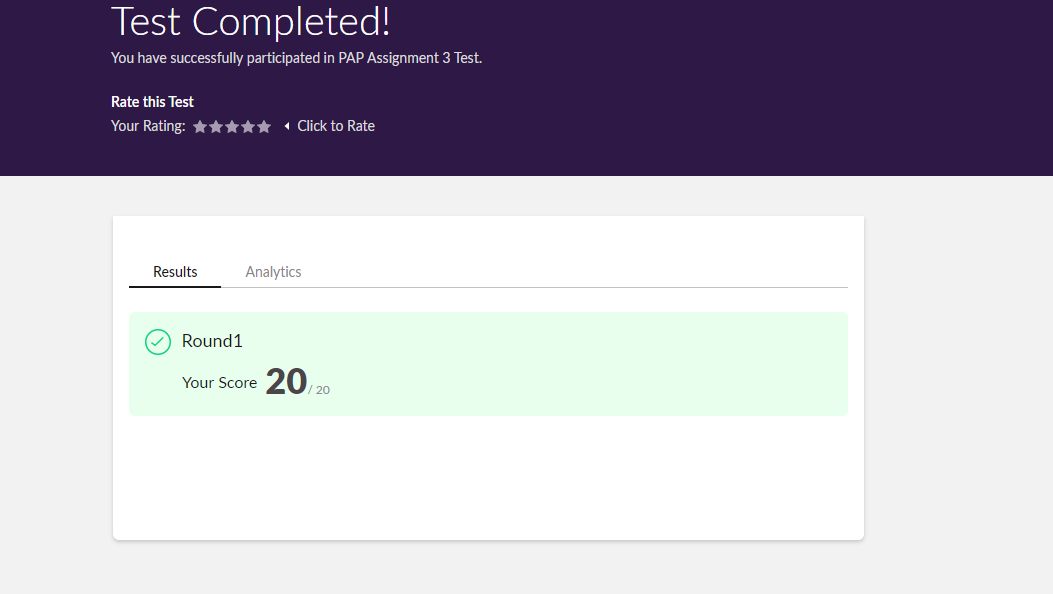 Test Completed!
You have successfully participated in PAP Assignment 3 Test.
Rate this Test
Your Rating: Click to Rate
Results Analytics
Round1
Your Score 20 / 20